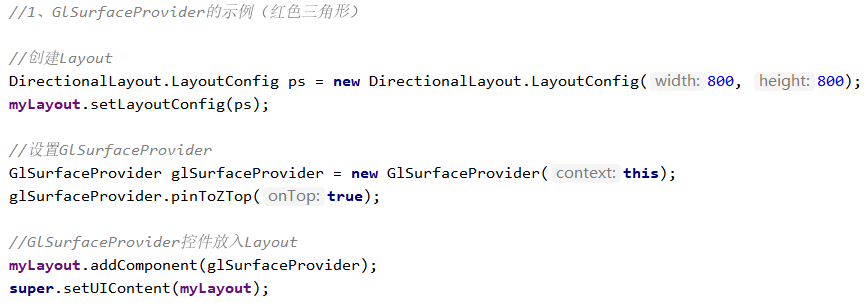 //1、GlSurfaceProvider的示例（红色三角形）
//创建Layout
DirectionalLayout.LayoutConfig ps = new DirectionalLayout.LayoutConfig( width: 800, height: 800);
myLayout.setLayoutConfig(ps);
//设置GlSurfaceProvider
GlSurfaceProvider glSurfaceProvider = new GlSurfaceProvider( context: this);
glSurfaceProvider.pinToZTop( onTop: true);
//GlSurfaceProvider控件放入Layout
myLayout.addComponent(glSurfaceProvider);
super.setUIContent(myLayout);